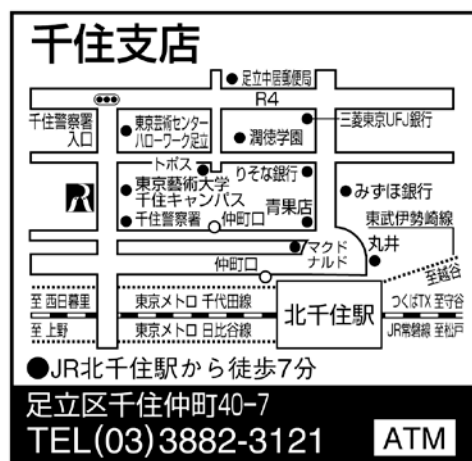 千住支店
足立中居郵便局
R4
千住警察署
入口
東京芸術センター
ハローワーク足立
潤徳学園
三菱東京UFJ銀行
トポス
りそな銀行
東京藝術大学
千住キャンパス
みずほ銀行
千住警察署
仲町口
青果店
東武伊勢崎線
マクド
ナルド
丸井
仲町口
至越谷
至 西日暮里
東京メトロ 千代田線
北千住駅
つくばTX 至守谷
至 上野
東京メトロ 日比谷線
JR常磐線 至松戸
●JR北千住駅から徒歩7分
足立区千住仲町40-7
TEL(03)3882-3121
ATM